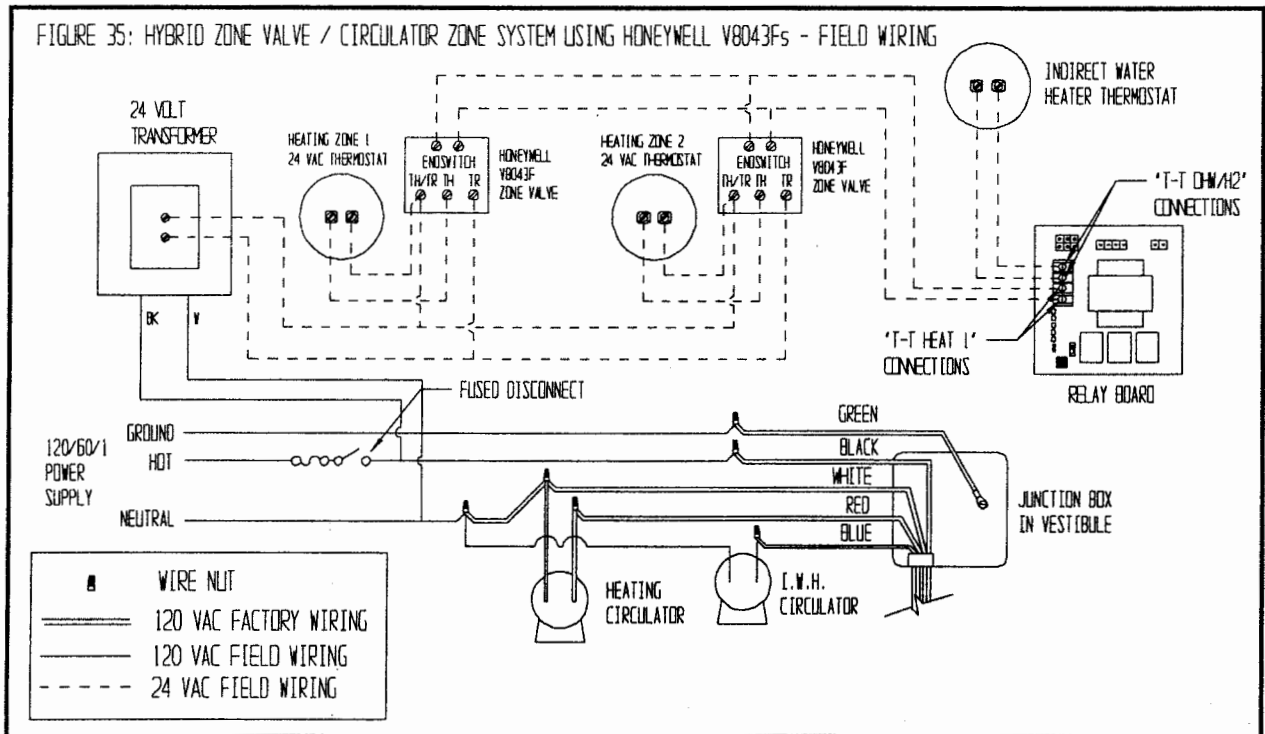 FIGURE 35: HYBRID ZONE VALVE / CIRCULATOR ZONE SYSTEM USING HONEYWELL V8043Fs - FIELD WIRING
24 VOLT
TRANSFORMER
HEATING ZONE 1
24 VAC THERMOSTAT
ENDSWITCH
TH/TR TH TR
HONEYWELL
V8043F
ZONE VALVE
HEATING ZONE 2
24 VAC THERMOSTAT
ENDSWITCH
TH/TR TH TR
HONEYWELL
V8043F
ZONE VALVE
INDIRECT WATER
HEATER THERMOSTAT
'T-T DHW/H2'
CONNECTIONS
'T-T HEAT 1'
CONNECTIONS
RELAY BOARD
BK
W
FUSED DISCONNECT
120/60/1
POWER
SUPPLY
GROUND
HOT
NEUTRAL
GREEN
BLACK
WHITE
RED
BLUE
JUNCTION BOX
IN VESTIBULE
HEATING
CIRCULATOR
I.W.H.
CIRCULATOR
WIRE NUT
120 VAC FACTORY WIRING
120 VAC FIELD WIRING
24 VAC FIELD WIRING